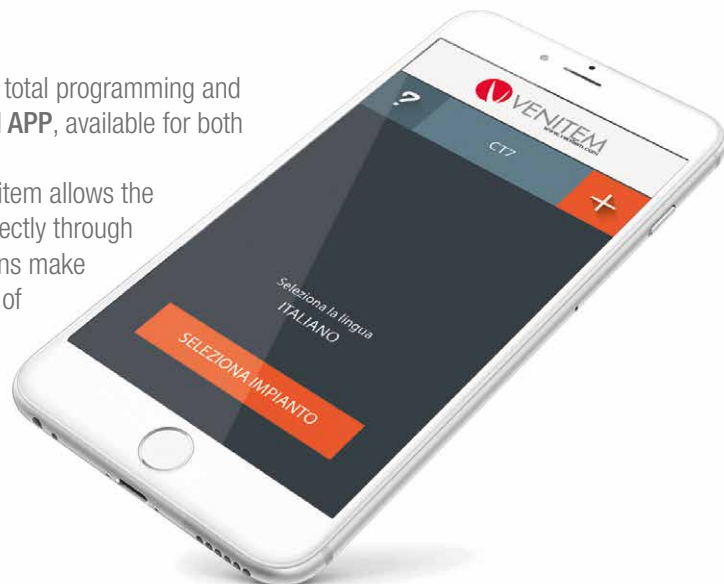 total programming and
APP, available for both
item allows the
ectly through
ns make
of
VENITEM
www.venitem.com
?
CT7
+
Seleziona la lingua
ITALIANO
SELEZIONA IMPIANTO